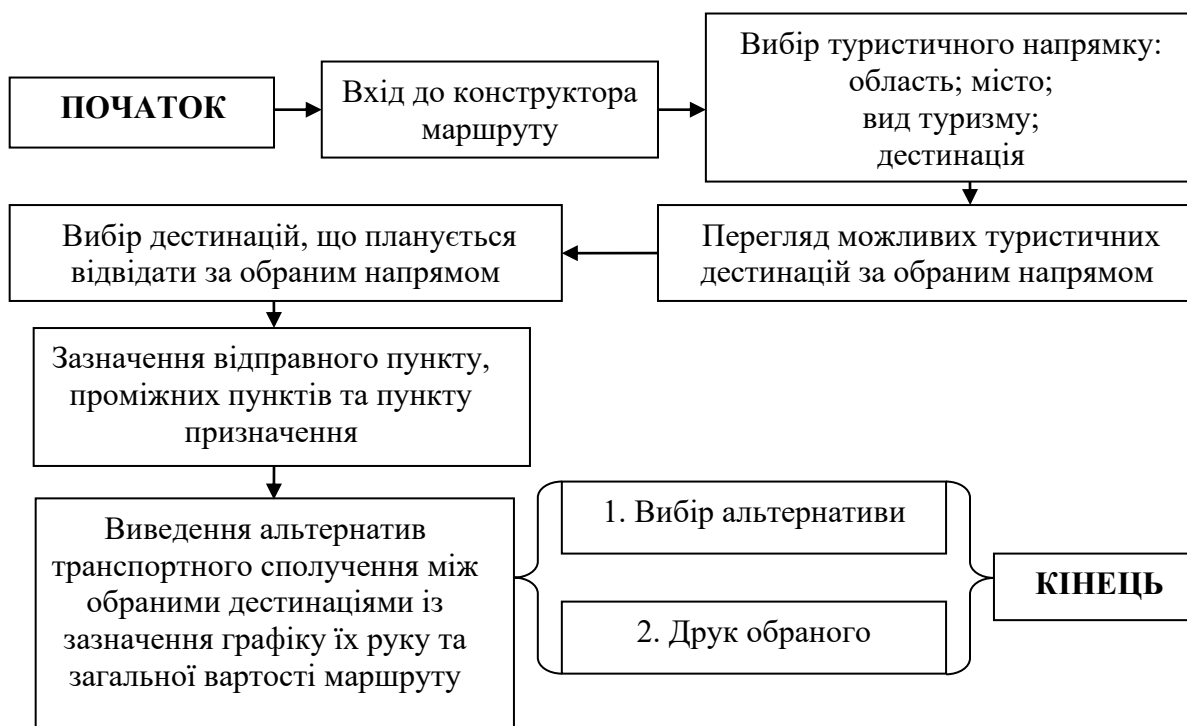 ПОЧАТОК
Вхід до конструктора
маршруту
Вибір туристичного напрямку:
область; місто;
вид туризму;
дестинація
Перегляд можливих туристичних
дестинацій за обраним напрямом
Вибір дестинацій, що планується
відвідати за обраним напрямом
Зазначення відправного пункту,
проміжних пунктів та пункту
призначення
Виведення альтернатив
транспортного сполучення між
обраними дестинаціями із
зазначення графіку їх руку та
загальної вартості маршруту
1. Вибір альтернативи
2. Друк обраного
КІНЕЦЬ